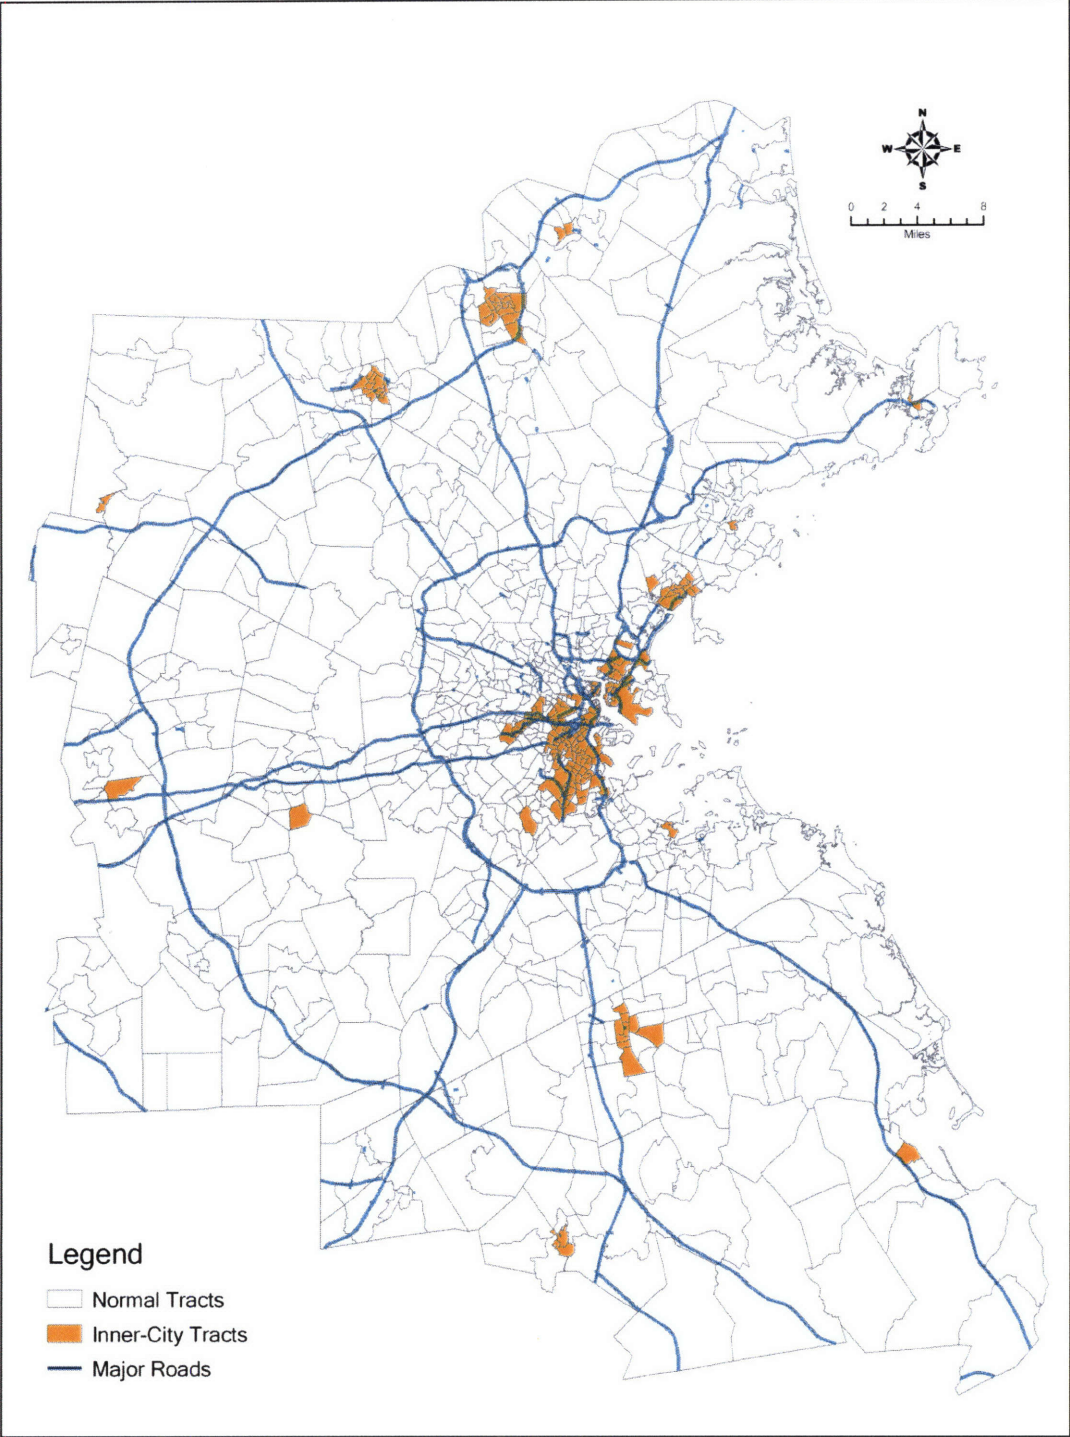 N
W E
S
0 2 4 8
Miles
Legend
Normal Tracts
Inner-City Tracts
Major Roads